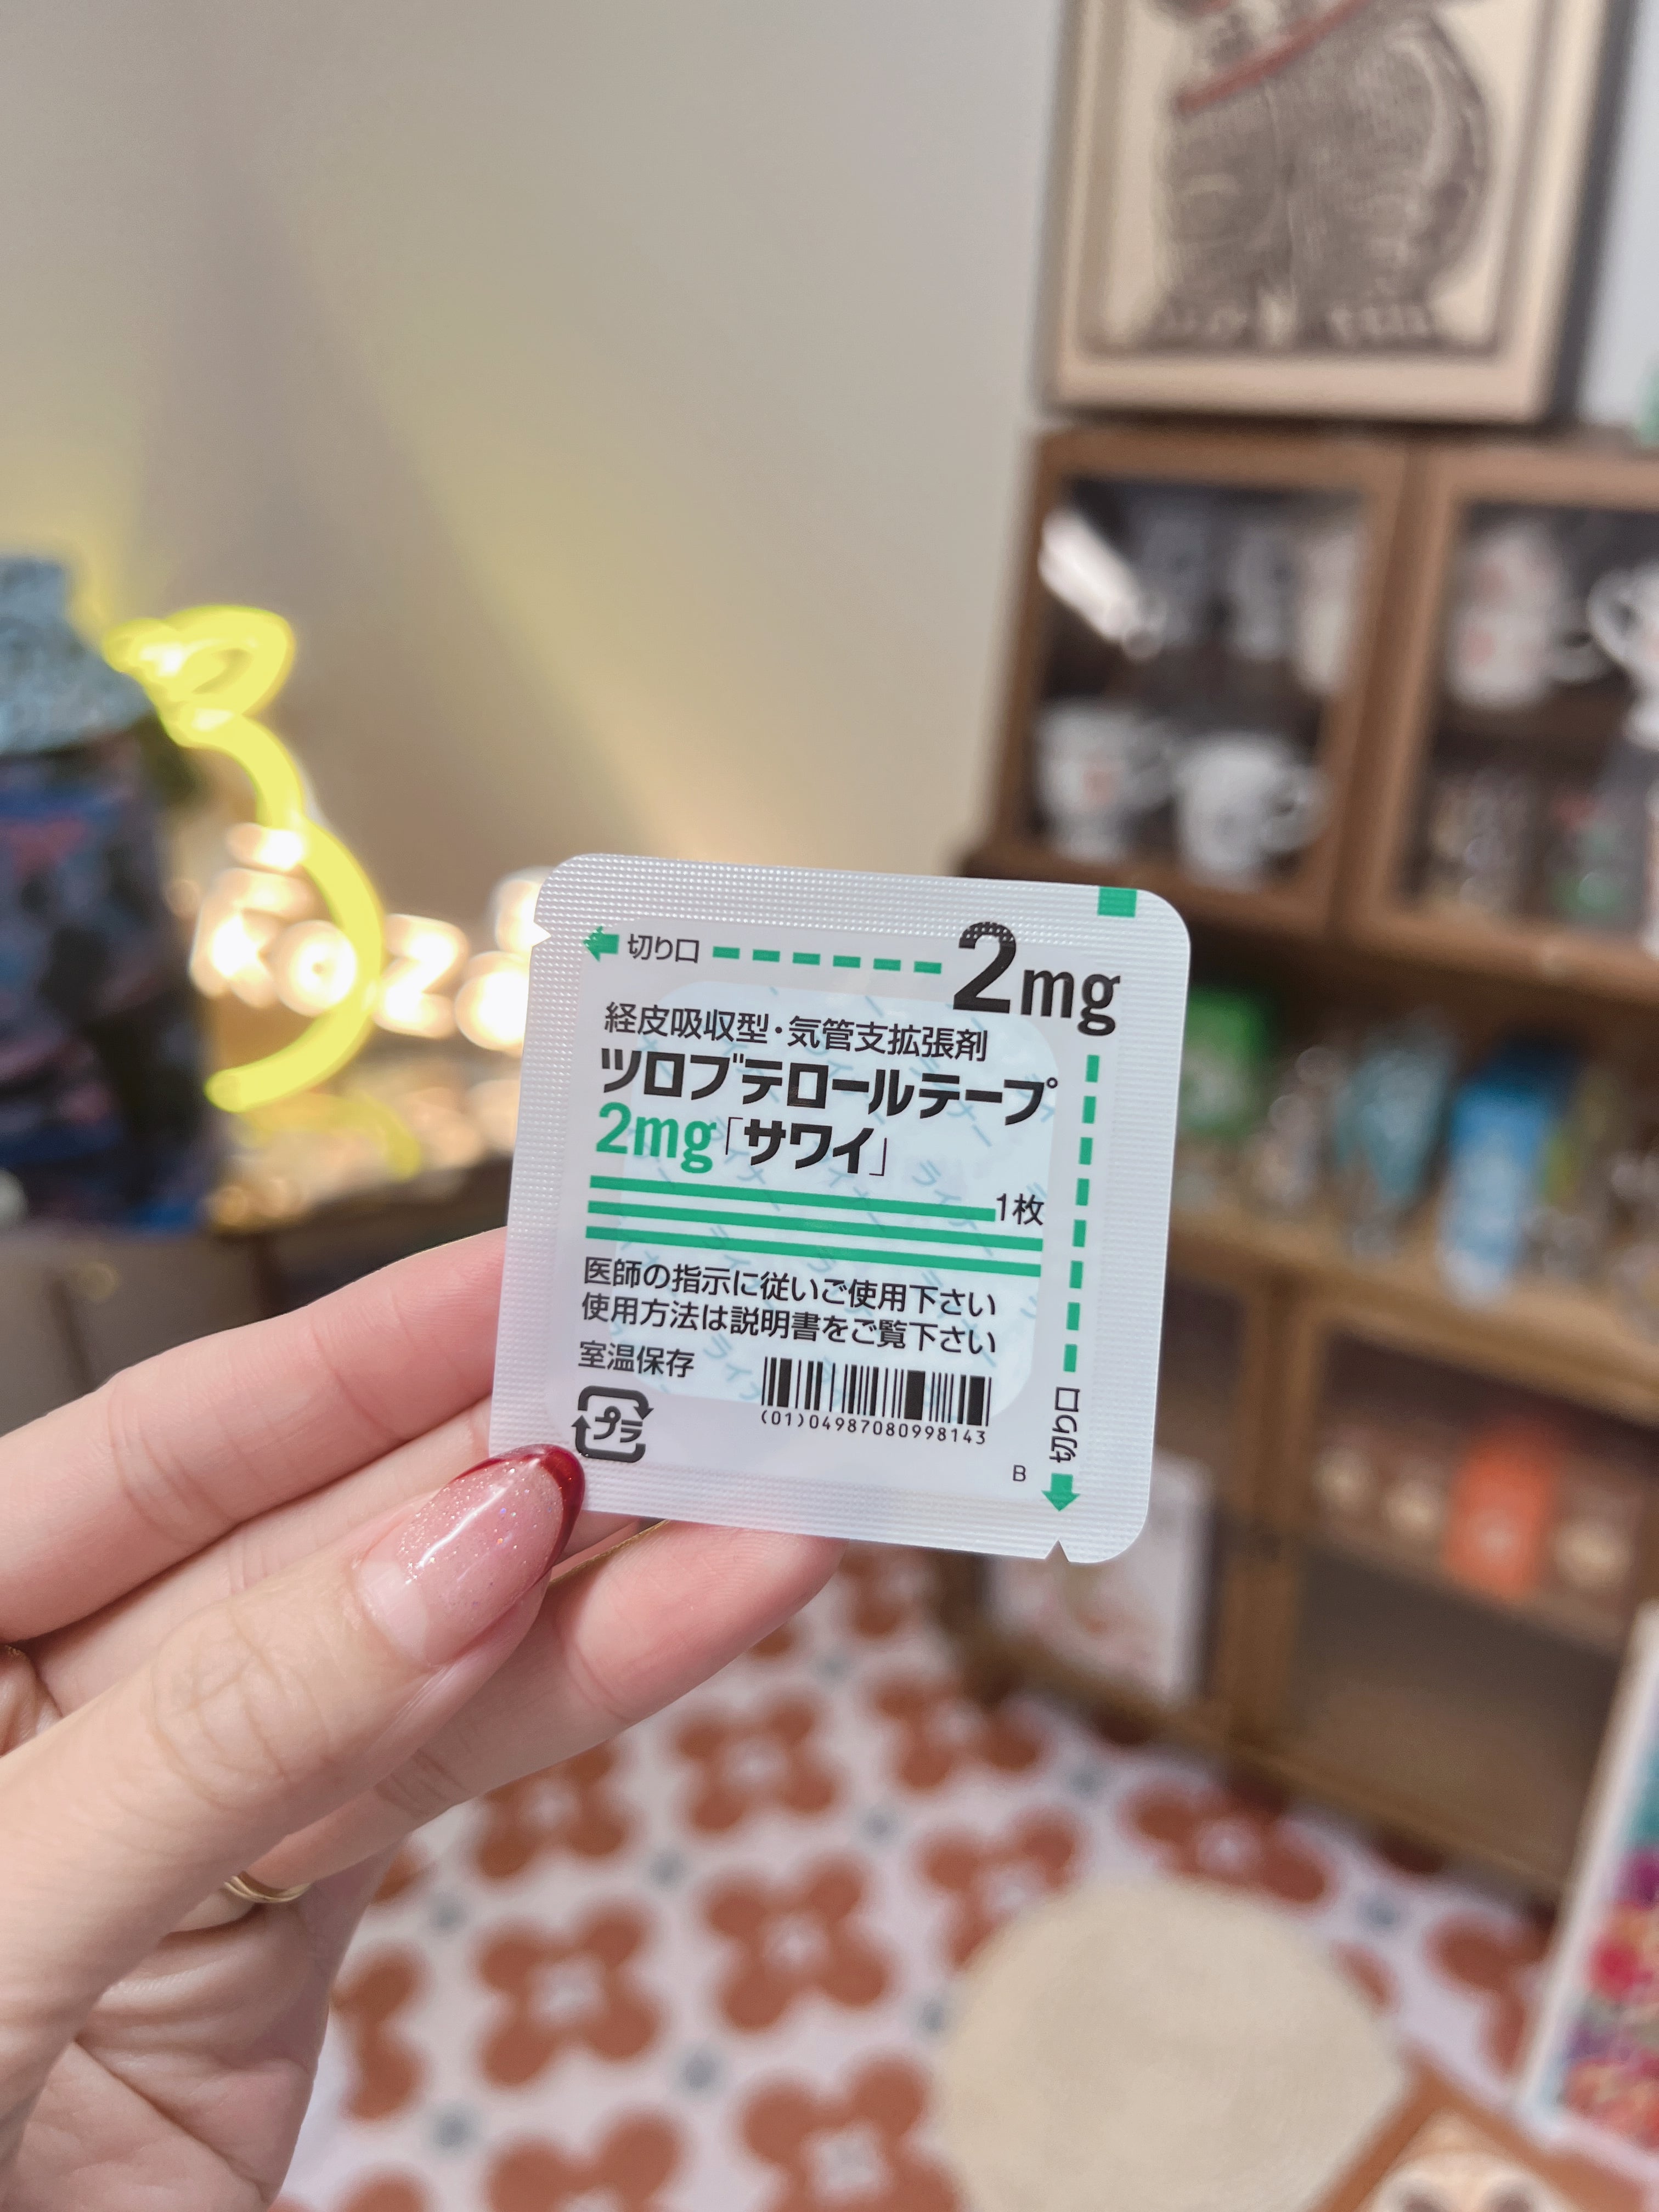 切り口
2mg
経皮吸収型・気管支拡張剤
ツロブテロールテープ
2mg「サワイ」
1枚
医師の指示に従いご使用下さい
使用方法は説明書をご覧下さい
室温保存
プラ
(01)04987080998143
B
切り口